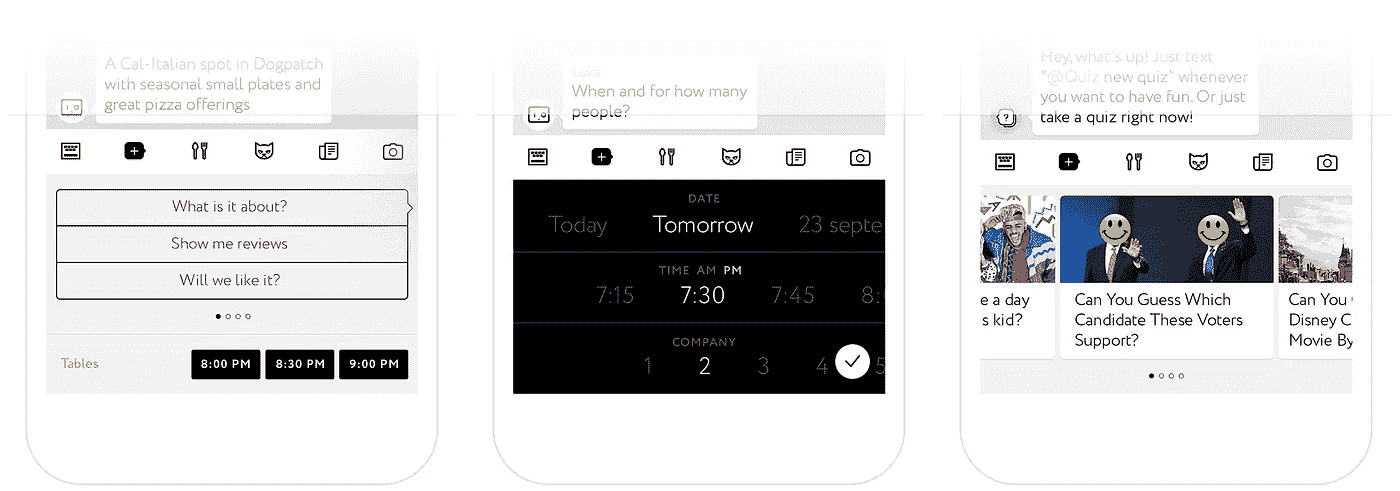 A Cal-Italian spot in Dogpatch
with seasonal small plates and
great pizza offerings
What is it about?
Show me reviews
Will we like it?
Tables
8:00 PM
8:30 PM
9:00 PM
Luka
When and for how many
people?
DATE
Today
Tomorrow
23 septe
TIME AM PM
7:15
7:30
7:45
8:
COMPANY
1
2
3
4
5
Hey, what's up! Just text
"@Quiz new quiz" whenever
you want to have fun. Or just
take a quiz right now!
e a day
s kid?
Can You Guess Which
Candidate These Voters
Support?
Can You
Disney C
Movie By